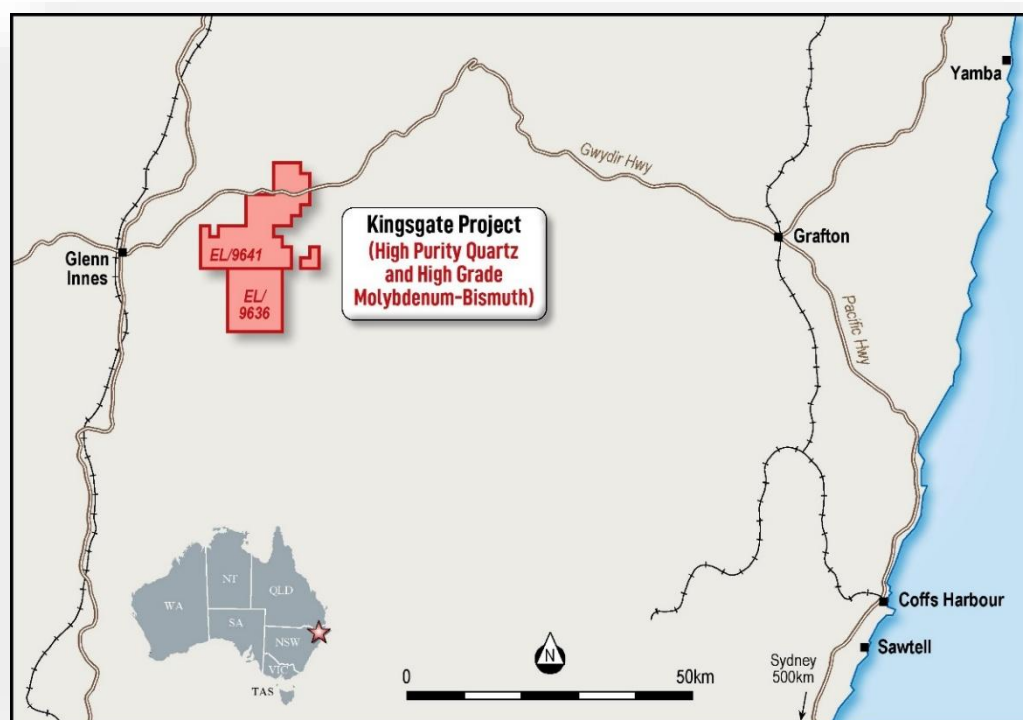 Yamba
Gwydir Hwy
Grafton
Glenn
Innes
EL/9641
EL/
9636
Kingsgate Project
(High Purity Quartz
and High Grade
Molybdenum-Bismuth)
Pacific Hwy
Coffs Harbour
Sawtell
Sydney
500km
WA
NT
QLD
SA
NSW
VIC
TAS
N
0
50km